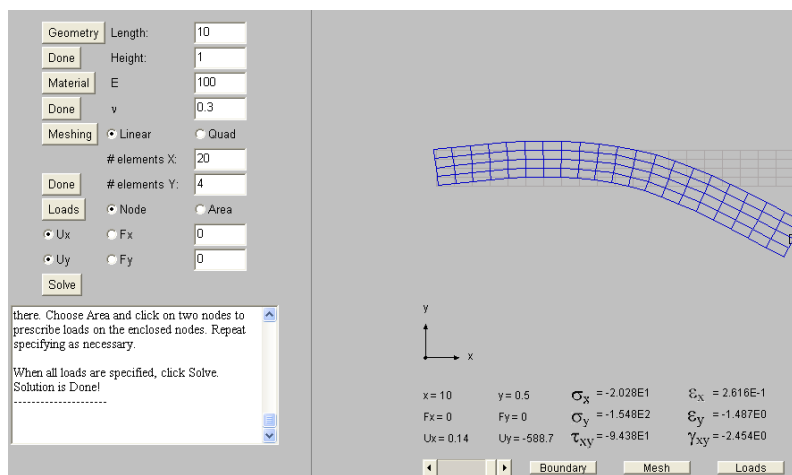 Geometry Length: 10
Done Height: 1
Material E 100
Done ν 0.3
Meshing Linear Quad
# elements X: 20
Done # elements Y: 4
Loads Node Area
Ux Fx 0
Uy Fy 0
Solve
there. Choose Area and click on two nodes to
prescribe loads on the enclosed nodes. Repeat
specifying as necessary.
When all loads are specified, click Solve.
Solution is Done!
---------------------
y
x
x = 10 y = 0.5 σx = -2.028E1 εx = 2.616E-1
Fx = 0 Fy = 0 σy = -1.548E2 εy = -1.487E0
Ux = 0.14 Uy = -588.7 τxy = -9.438E1 γxy = -2.454E0
Boundary Mesh Loads